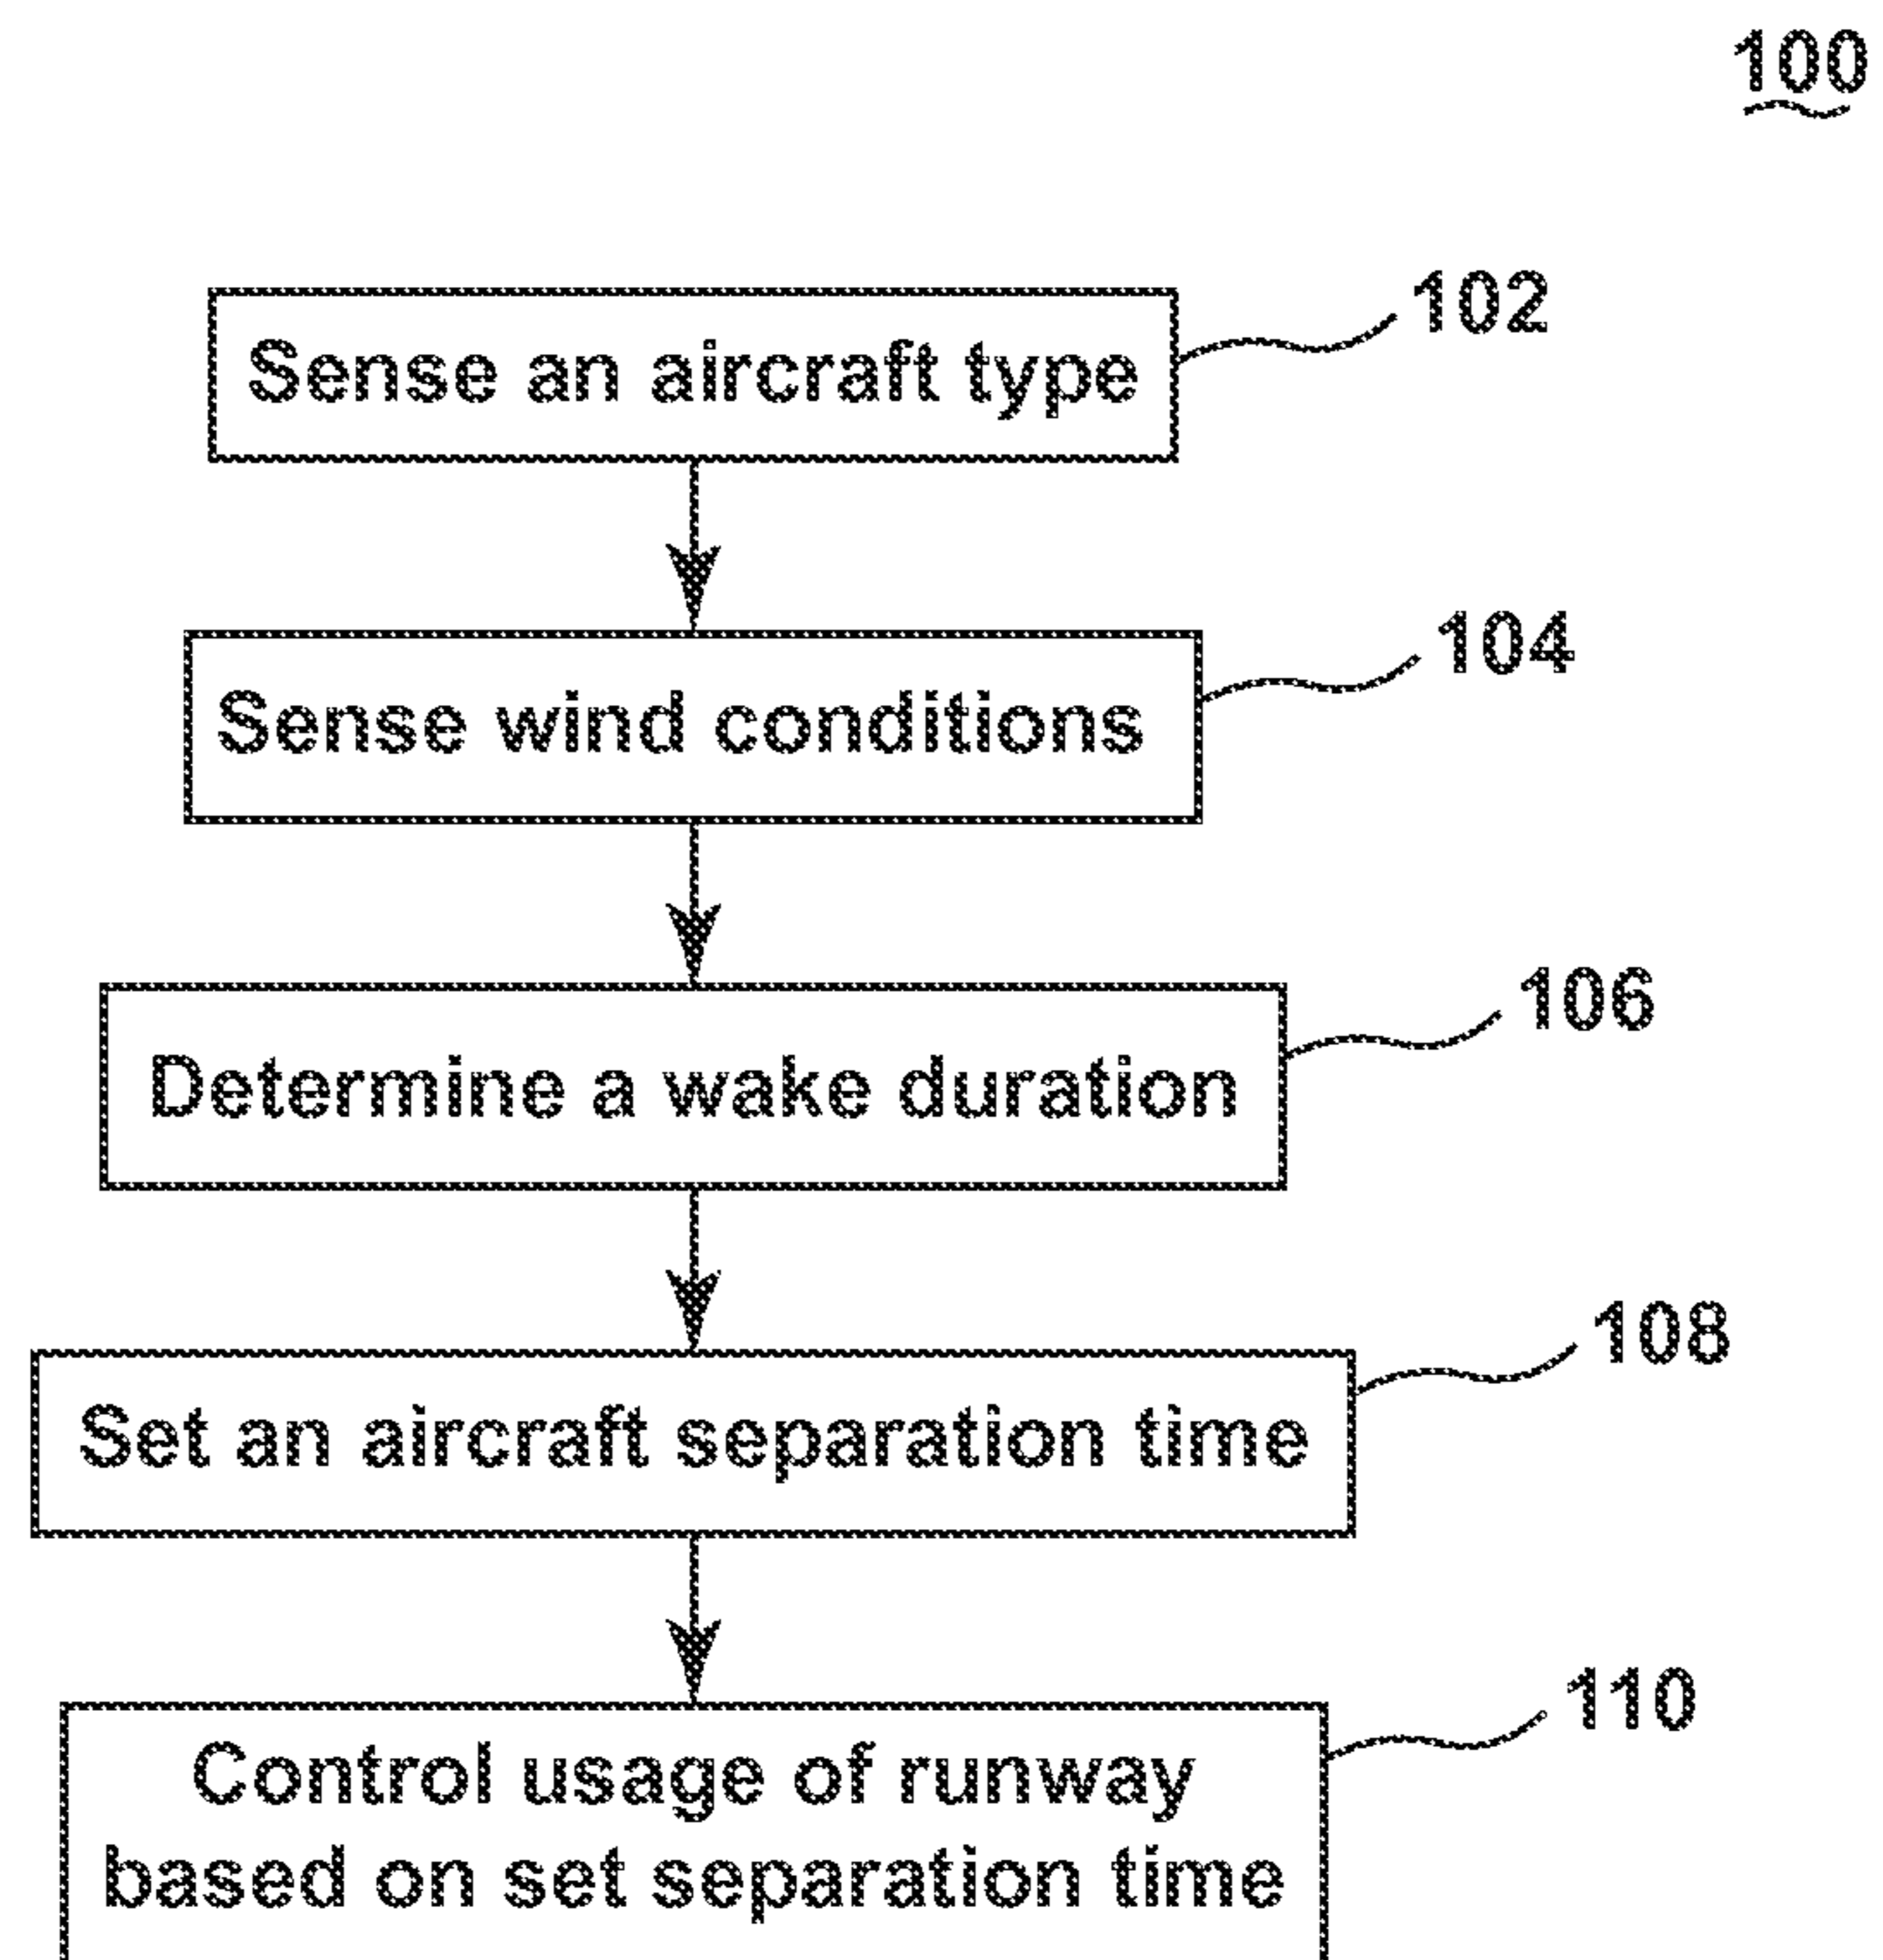 100
Sense an aircraft type
102
Sense wind conditions
104
Determine a wake duration
106
Set an aircraft separation time
108
Control usage of runway
based on set separation time
110